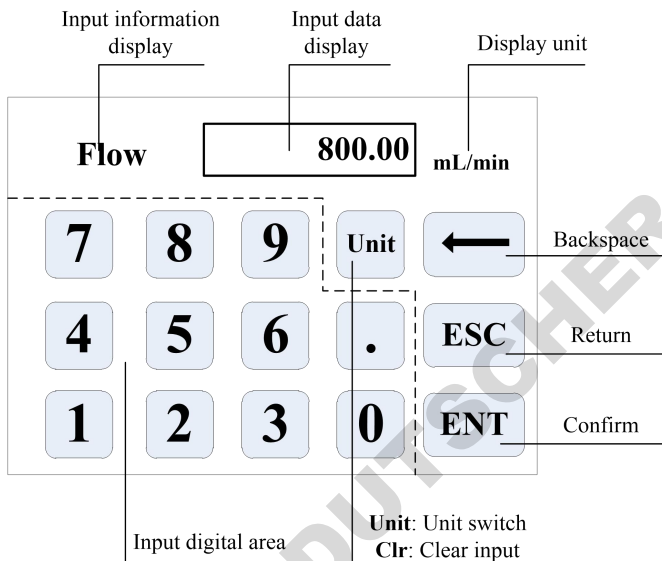 Input information
display
Input data
display
Display unit
Flow
800.00
mL/min
7 8 9 Unit ←
Backspace
4 5 6 . ESC
Return
1 2 3 0 ENT
Confirm
Input digital area
Unit: Unit switch
Clr: Clear input
DUTSCHER